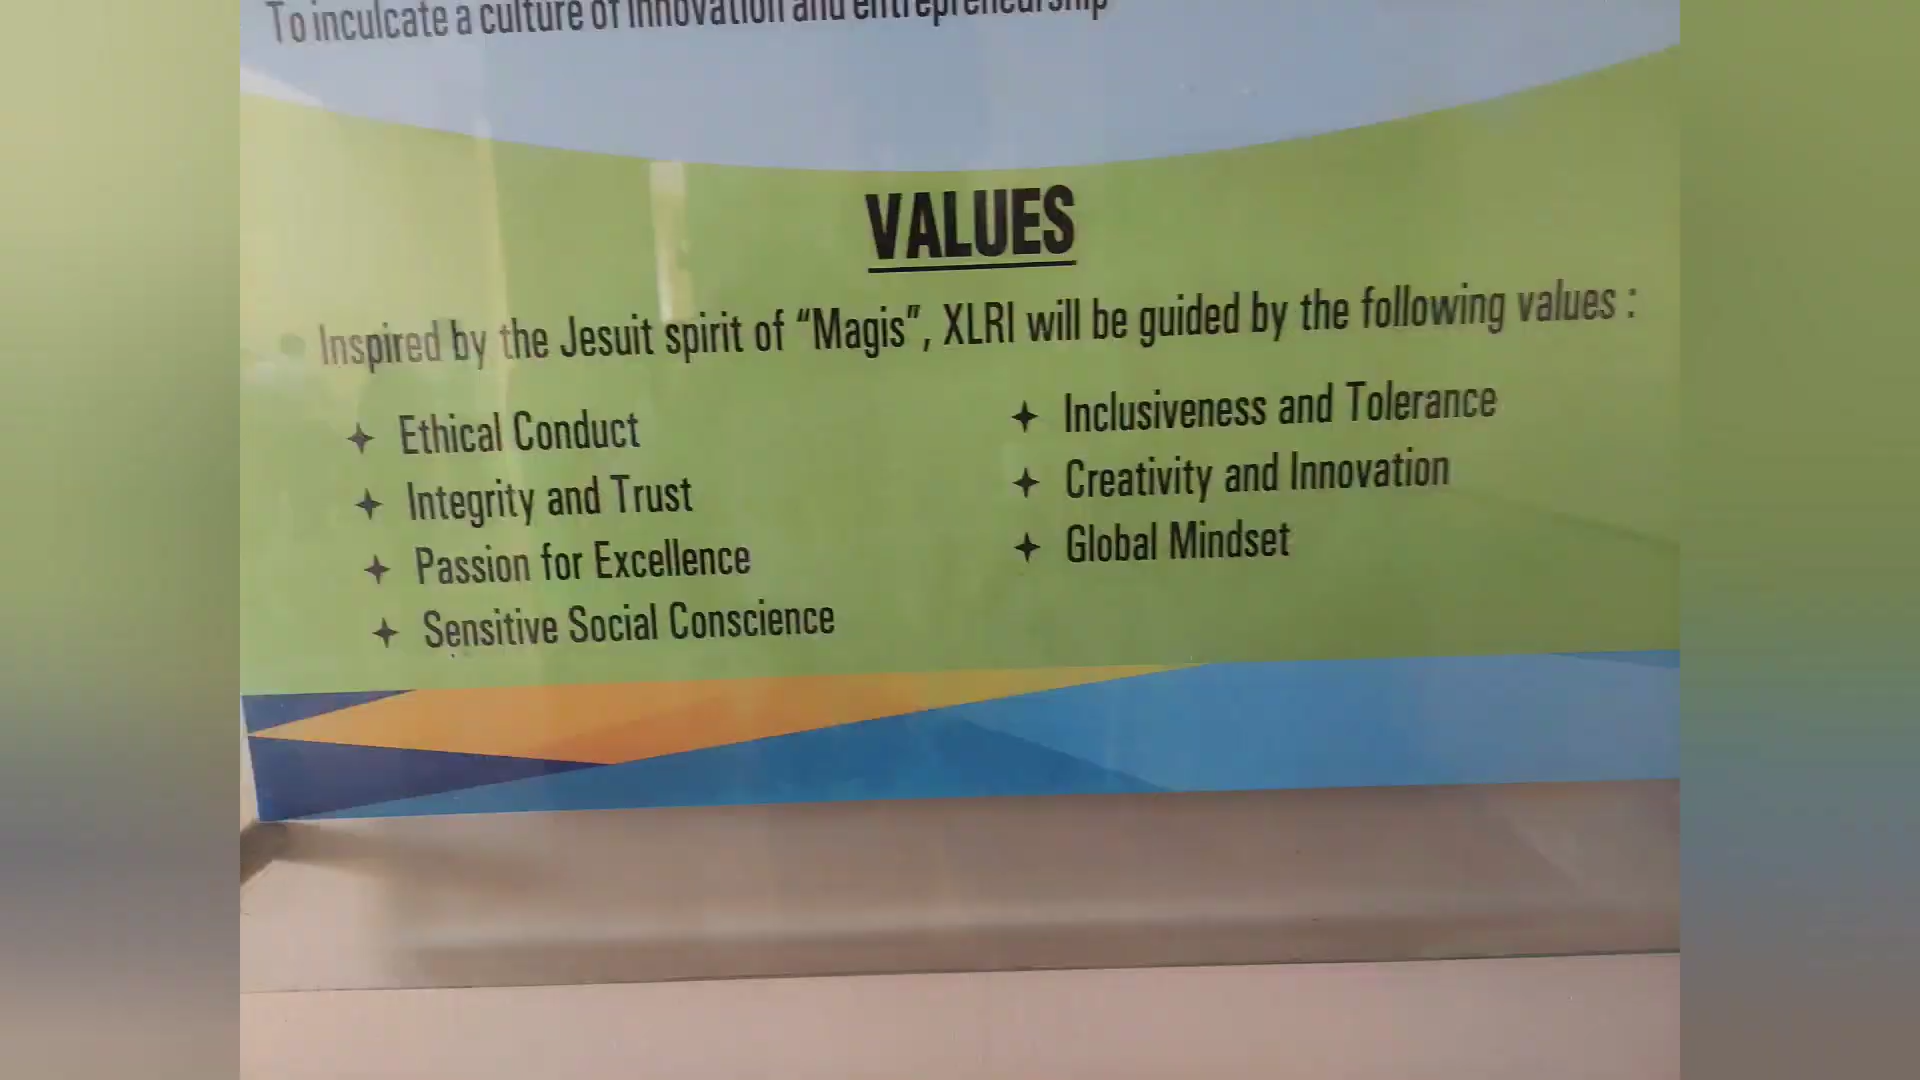 To inculcate a culture of innovation and entrepreneurship
VALUES
Inspired by the Jesuit spirit of “Magis”, XLRI will be guided by the following values :
Ethical Conduct
Integrity and Trust
Passion for Excellence
Sensitive Social Conscience
Inclusiveness and Tolerance
Creativity and Innovation
Global Mindset